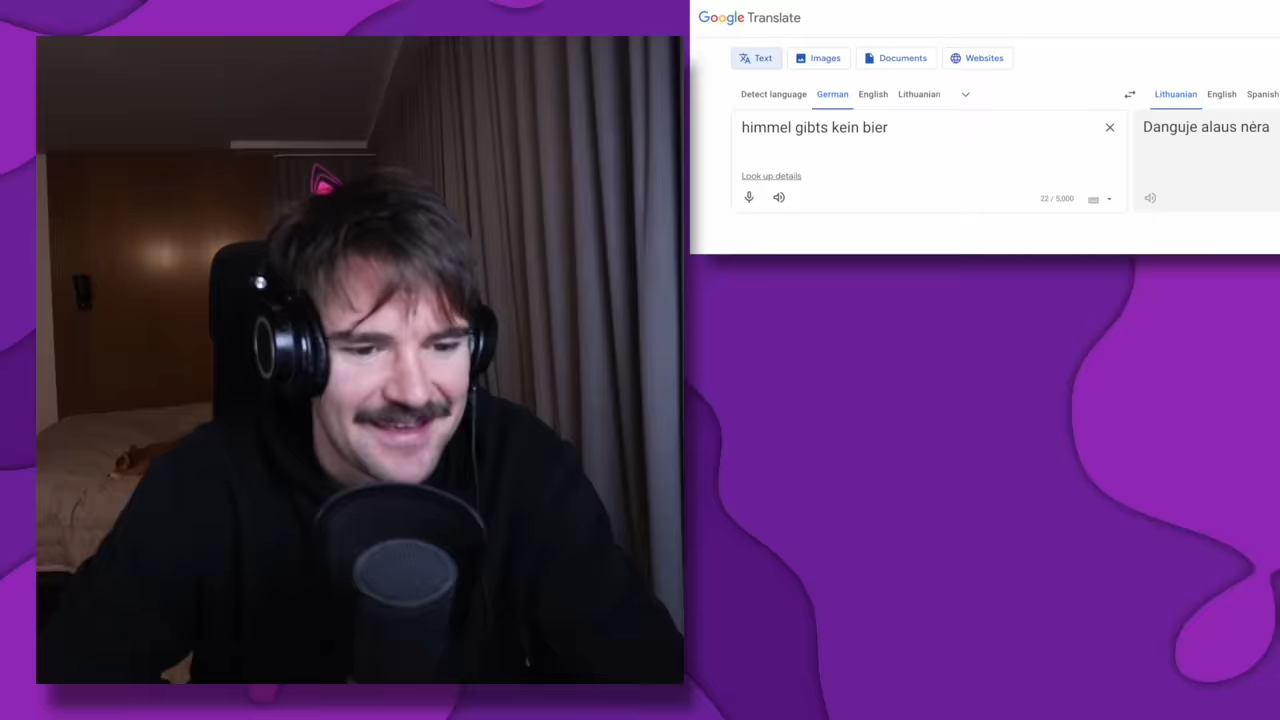 Google Translate
Text Images Documents Websites
Detect language German English Lithuanian Lithuanian English Spanish
himmel gibts kein bier
Danguje alaus nėra
Look up details
22 / 5,000